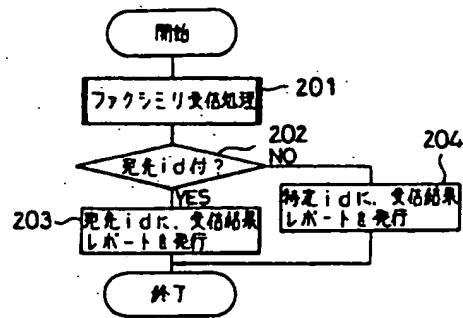 開始
ファクシミリ受信処理
201
宛先id付？
202
NO
YES
203
宛先idに、受信結果
レポートを発行
204
特定idに、受信結果
レポートを発行
終了